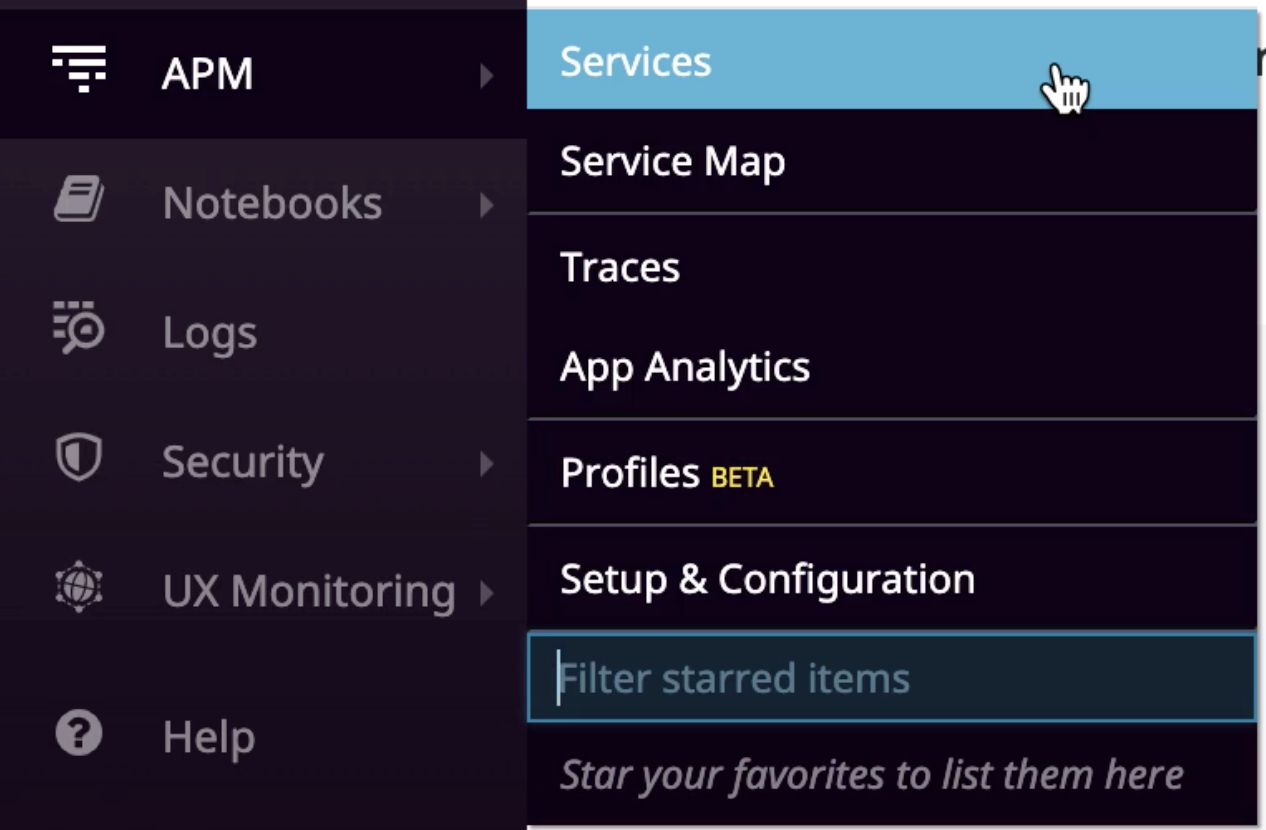 APM
Notebooks
Logs
Security
UX Monitoring
Help
Services
Service Map
Traces
App Analytics
Profiles BETA
Setup & Configuration
Filter starred items
Star your favorites to list them here